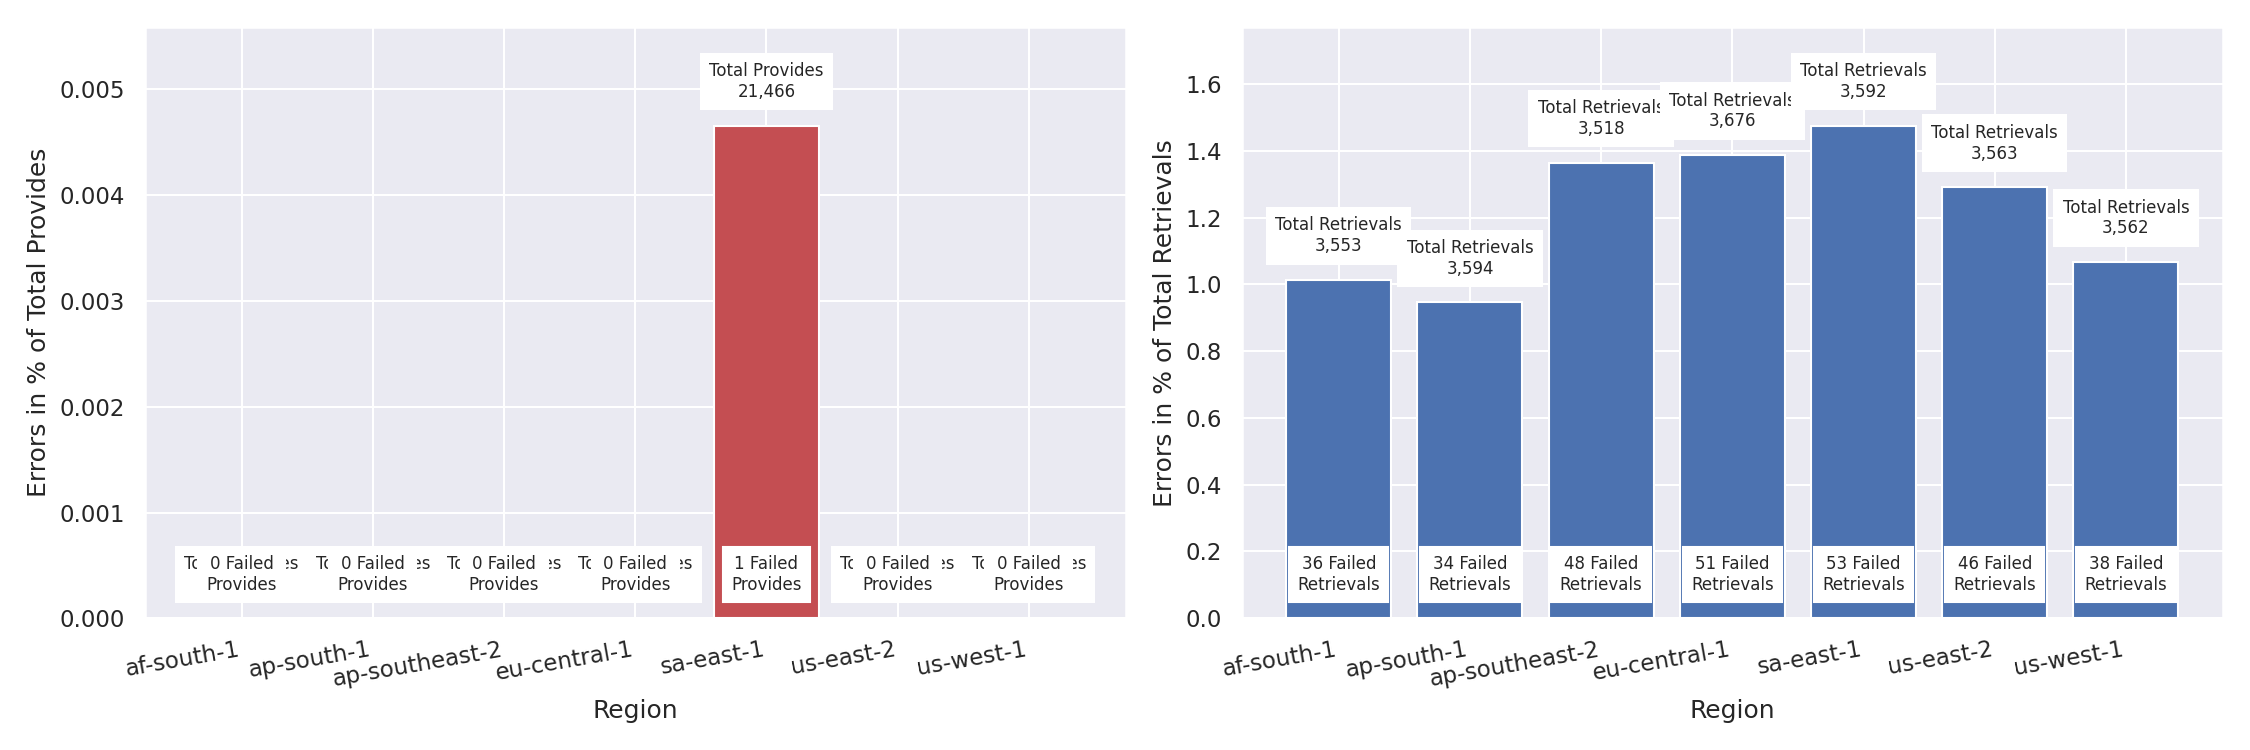 Errors in % of Total Provides
0.005
0.004
0.003
0.002
0.001
0.000
Total Provides
21,466
0 Failed
Provides
0 Failed
Provides
0 Failed
Provides
0 Failed
Provides
1 Failed
Provides
0 Failed
Provides
0 Failed
Provides
af-south-1
ap-south-1
ap-southeast-2
eu-central-1
sa-east-1
us-east-2
us-west-1
Region
Errors in % of Total Retrievals
1.6
1.4
1.2
1.0
0.8
0.6
0.4
0.2
0.0
Total Retrievals
3,553
Total Retrievals
3,594
Total Retrievals
3,518
Total Retrievals
3,676
Total Retrievals
3,592
Total Retrievals
3,563
Total Retrievals
3,562
36 Failed
Retrievals
34 Failed
Retrievals
48 Failed
Retrievals
51 Failed
Retrievals
53 Failed
Retrievals
46 Failed
Retrievals
38 Failed
Retrievals
af-south-1
ap-south-1
ap-southeast-2
eu-central-1
sa-east-1
us-east-2
us-west-1
Region